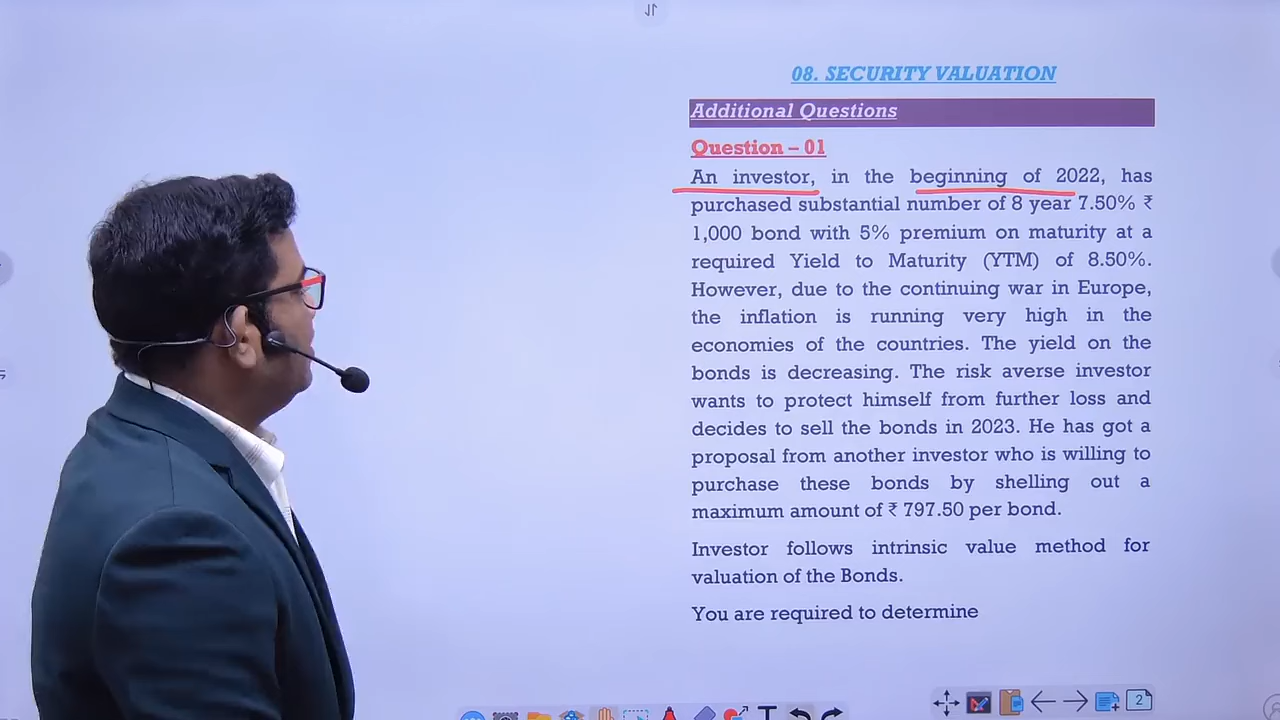 08. SECURITY VALUATION
Additional Questions
Question – 01
An investor, in the beginning of 2022, has
purchased substantial number of 8 year 7.50% ₹
1,000 bond with 5% premium on maturity at a
required Yield to Maturity (YTM) of 8.50%.
However, due to the continuing war in Europe,
the inflation is running very high in the
economies of the countries. The yield on the
bonds is decreasing. The risk averse investor
wants to protect himself from further loss and
decides to sell the bonds in 2023. He has got a
proposal from another investor who is willing to
purchase these bonds by shelling out a
maximum amount of ₹ 797.50 per bond.
Investor follows intrinsic value method for
valuation of the Bonds.
You are required to determine
2